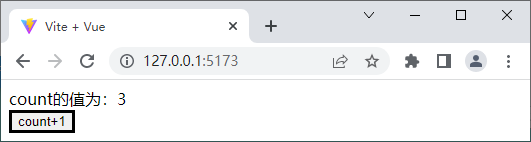 Vite + Vue
127.0.0.1:5173
count的值为：3
count+1